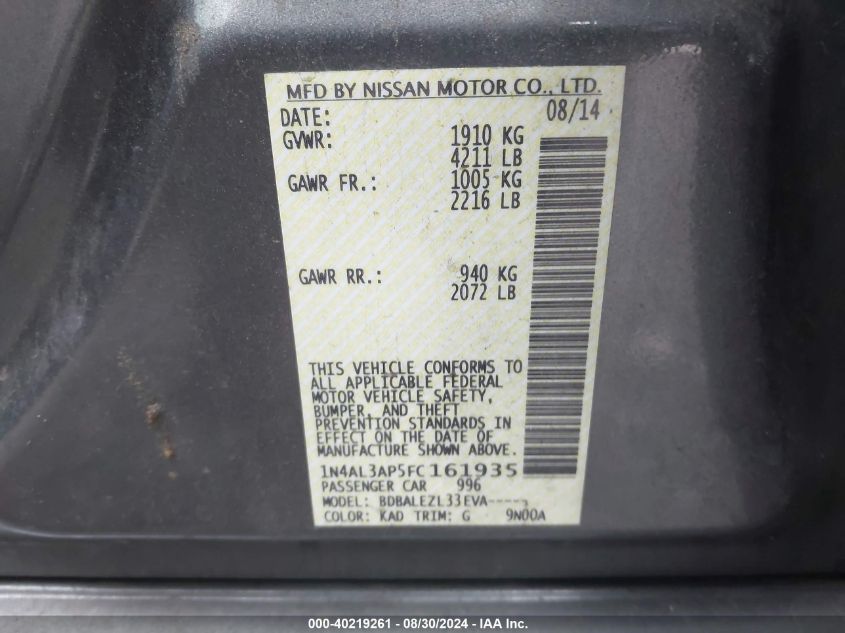 MFD BY NISSAN MOTOR CO., LTD.
DATE: 08/14
GVWR: 1910 KG
4211 LB
GAWR FR.: 1005 KG
2216 LB
GAWR RR.: 940 KG
2072 LB
THIS VEHICLE CONFORMS TO
ALL APPLICABLE FEDERAL
MOTOR VEHICLE SAFETY,
BUMPER, AND THEFT
PREVENTION STANDARDS IN
EFFECT ON THE DATE OF
MANUFACTURE SHOWN ABOVE.
1N4AL3AP5FC161935
PASSENGER CAR 996
MODEL: BDBALEZL33EVA-----
COLOR: KAD TRIM: G 9N00A
000-40219261 - 08/30/2024 - IAA Inc.